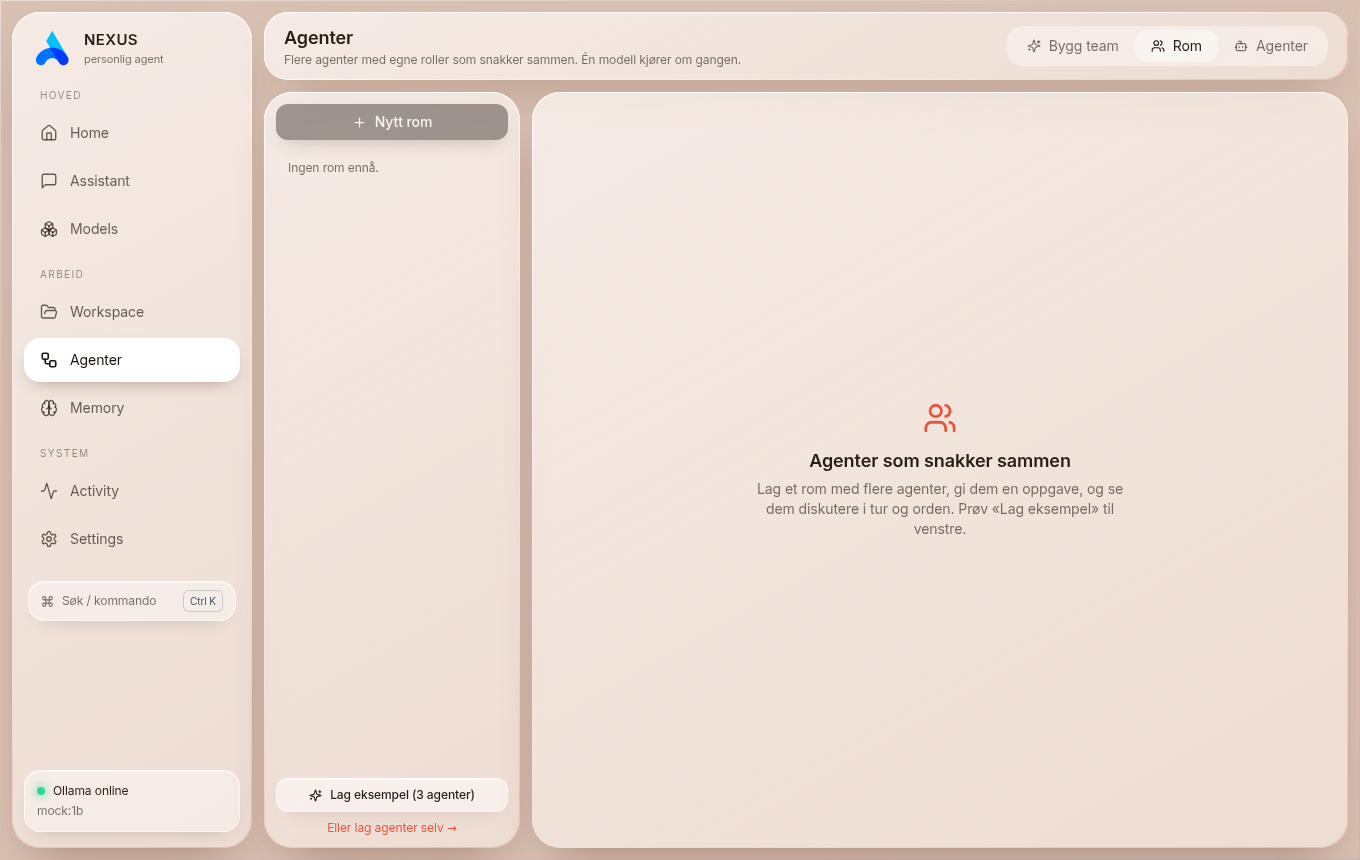 NEXUS
personlig agent
HOVED
Home
Assistant
Models
ARBEID
Workspace
Agenter
Memory
SYSTEM
Activity
Settings
⌘ Søk / kommando Ctrl K
Ollama online
mock:1b
Agenter
Flere agenter med egne roller som snakker sammen. Én modell kjører om gangen.
Bygg team Rom Agenter
+ Nytt rom
Ingen rom ennå.
Lag eksempel (3 agenter)
Eller lag agenter selv →
Agenter som snakker sammen
Lag et rom med flere agenter, gi dem en oppgave, og se
dem diskutere i tur og orden. Prøv «Lag eksempel» til
venstre.